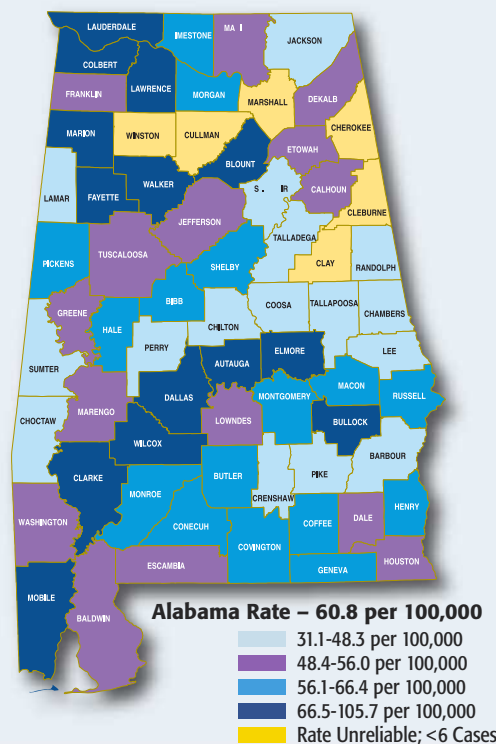 LAUDERDALE
IMESTONE
MA I
JACKSON
COLBERT
LAWRENCE
FRANKLIN
MORGAN
MARSHALL
DEKALB
MARION
WINSTON
CULLMAN
CHEROKEE
ETOWAH
BLOUNT
LAMAR
FAYETTE
WALKER
S . IR
CALHOUN
CLEBURNE
JEFFERSON
TALLADEGA
PICKENS
TUSCALOOSA
SHELBY
CLAY
RANDOLPH
BIBB
COOSA
TALLAPOOSA
CHAMBERS
GREENE
HALE
CHILTON
PERRY
SUMTER
AUTAUGA
ELMORE
LEE
MACON
RUSSELL
DALLAS
MONTGOMERY
CHOCTAW
MARENGO
LOWNDES
BULLOCK
WILCOX
BARBOUR
CLARKE
BUTLER
PIKE
CRENSHAW
MONROE
WASHINGTON
CONECUH
COFFEE
DALE
HENRY
COVINGTON
ESCAMBIA
GENEVA
HOUSTON
MOBILE
BALDWIN
Alabama Rate – 60.8 per 100,000
31.1-48.3 per 100,000
48.4-56.0 per 100,000
56.1-66.4 per 100,000
66.5-105.7 per 100,000
Rate Unreliable; <6 Cases